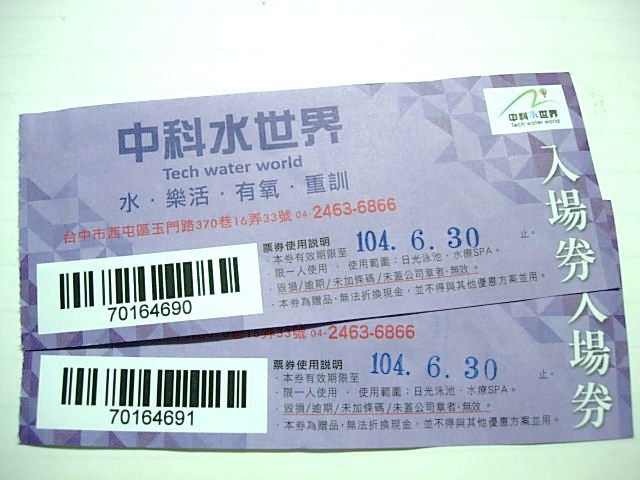 中科水世界
Tech water world
中科水世界
Tech water world
水·樂活·有氧·重訓
台中市西屯區玉門路370巷16弄33號 04-2463-6866
入場券
票券使用說明
·本券有效期限至 104. 6. 30 止。
·限一人使用 · 使用範圍:日光泳池·水療SPA。
·毀損/逾期/未加條碼/未蓋公司章者·無效。
·本券為贈品,無法折換現金,並不得與其他優惠方案並用。
70164690
16弄33號 04-2463-6866
入場券
票券使用說明
·本券有效期限至 104. 6. 30 止。
·限一人使用 · 使用範圍:日光泳池·水療SPA。
·毀損/逾期/未加條碼/未蓋公司章者·無效。
·本券為贈品,無法折換現金,並不得與其他優惠方案並用。
70164691